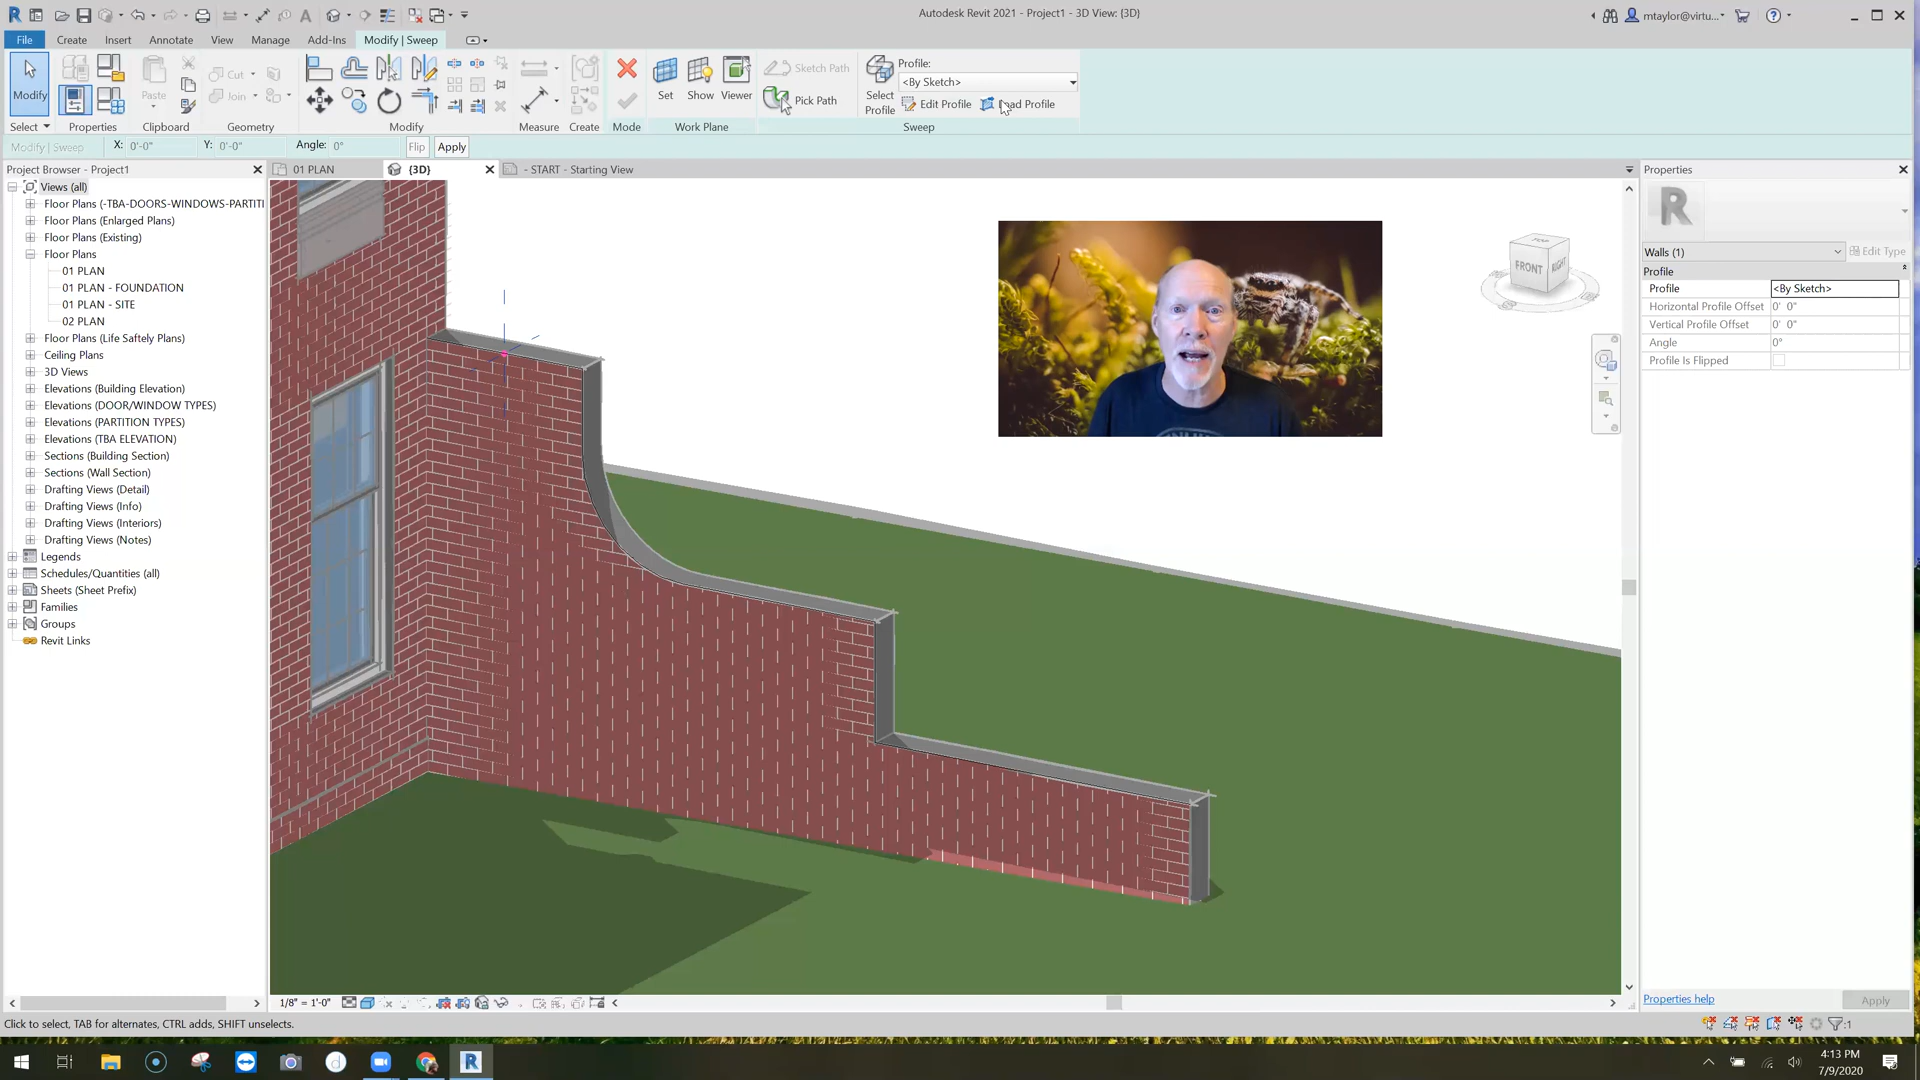 Autodesk Revit 2021 - Project1 - 3D View: {3D}
mtaylor@virtu...
File Create Insert Annotate View Manage Add-Ins Modify | Sweep
Modify
Paste
Cut
Join
Set Show Viewer
Sketch Path
Pick Path
Select Profile
Profile:
<By Sketch>
Edit Profile
Load Profile
Select Properties Clipboard Geometry Modify Measure Create Mode Work Plane Sweep
Modify | Sweep X: 0'-0" Y: 0'-0" Angle: 0° Flip Apply
Project Browser - Project1
01 PLAN {3D} - START - Starting View
Views (all)
Floor Plans (-TBA-DOORS-WINDOWS-PARTITI
Floor Plans (Enlarged Plans)
Floor Plans (Existing)
Floor Plans
01 PLAN
01 PLAN - FOUNDATION
01 PLAN - SITE
02 PLAN
Floor Plans (Life Saftely Plans)
Ceiling Plans
3D Views
Elevations (Building Elevation)
Elevations (DOOR/WINDOW TYPES)
Elevations (PARTITION TYPES)
Elevations (TBA ELEVATION)
Sections (Building Section)
Sections (Wall Section)
Drafting Views (Detail)
Drafting Views (Info)
Drafting Views (Interiors)
Drafting Views (Notes)
Legends
Schedules/Quantities (all)
Sheets (Sheet Prefix)
Families
Groups
Revit Links
TOP
FRONT RIGHT
Properties
Walls (1) Edit Type
Profile
Profile <By Sketch>
Horizontal Profile Offset 0' 0"
Vertical Profile Offset 0' 0"
Angle 0°
Profile Is Flipped
Properties help Apply
1/8" = 1'-0"
Click to select, TAB for alternates, CTRL adds, SHIFT unselects.
:1
4:13 PM
7/9/2020